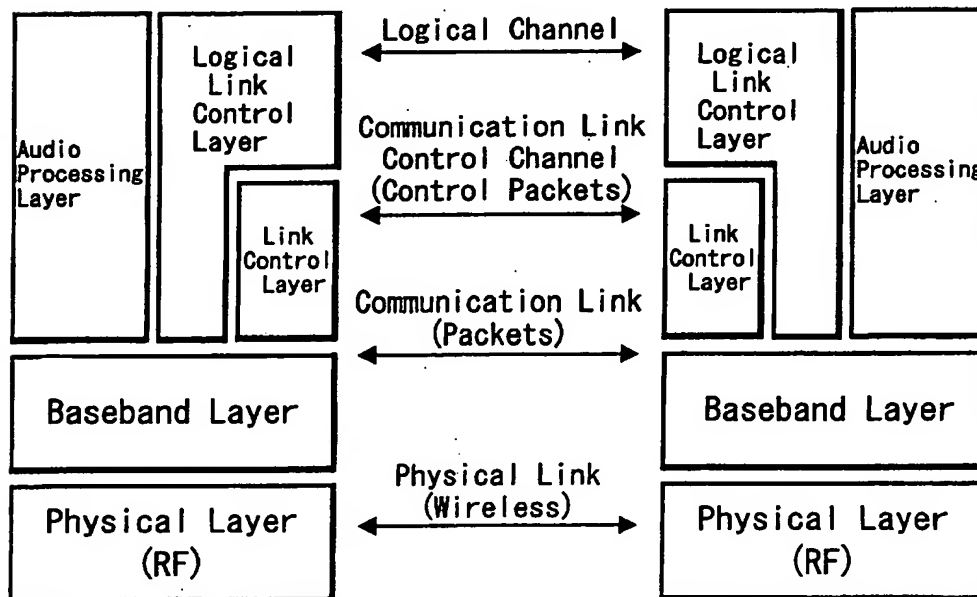 Audio
Processing
Layer
Logical
Link
Control
Layer
Link
Control
Layer
Baseband Layer
Physical Layer
(RF)
Logical Channel
Communication Link
Control Channel
(Control Packets)
Communication Link
(Packets)
Physical Link
(Wireless)
Logical
Link
Control
Layer
Link
Control
Layer
Audio
Processing
Layer
Baseband Layer
Physical Layer
(RF)